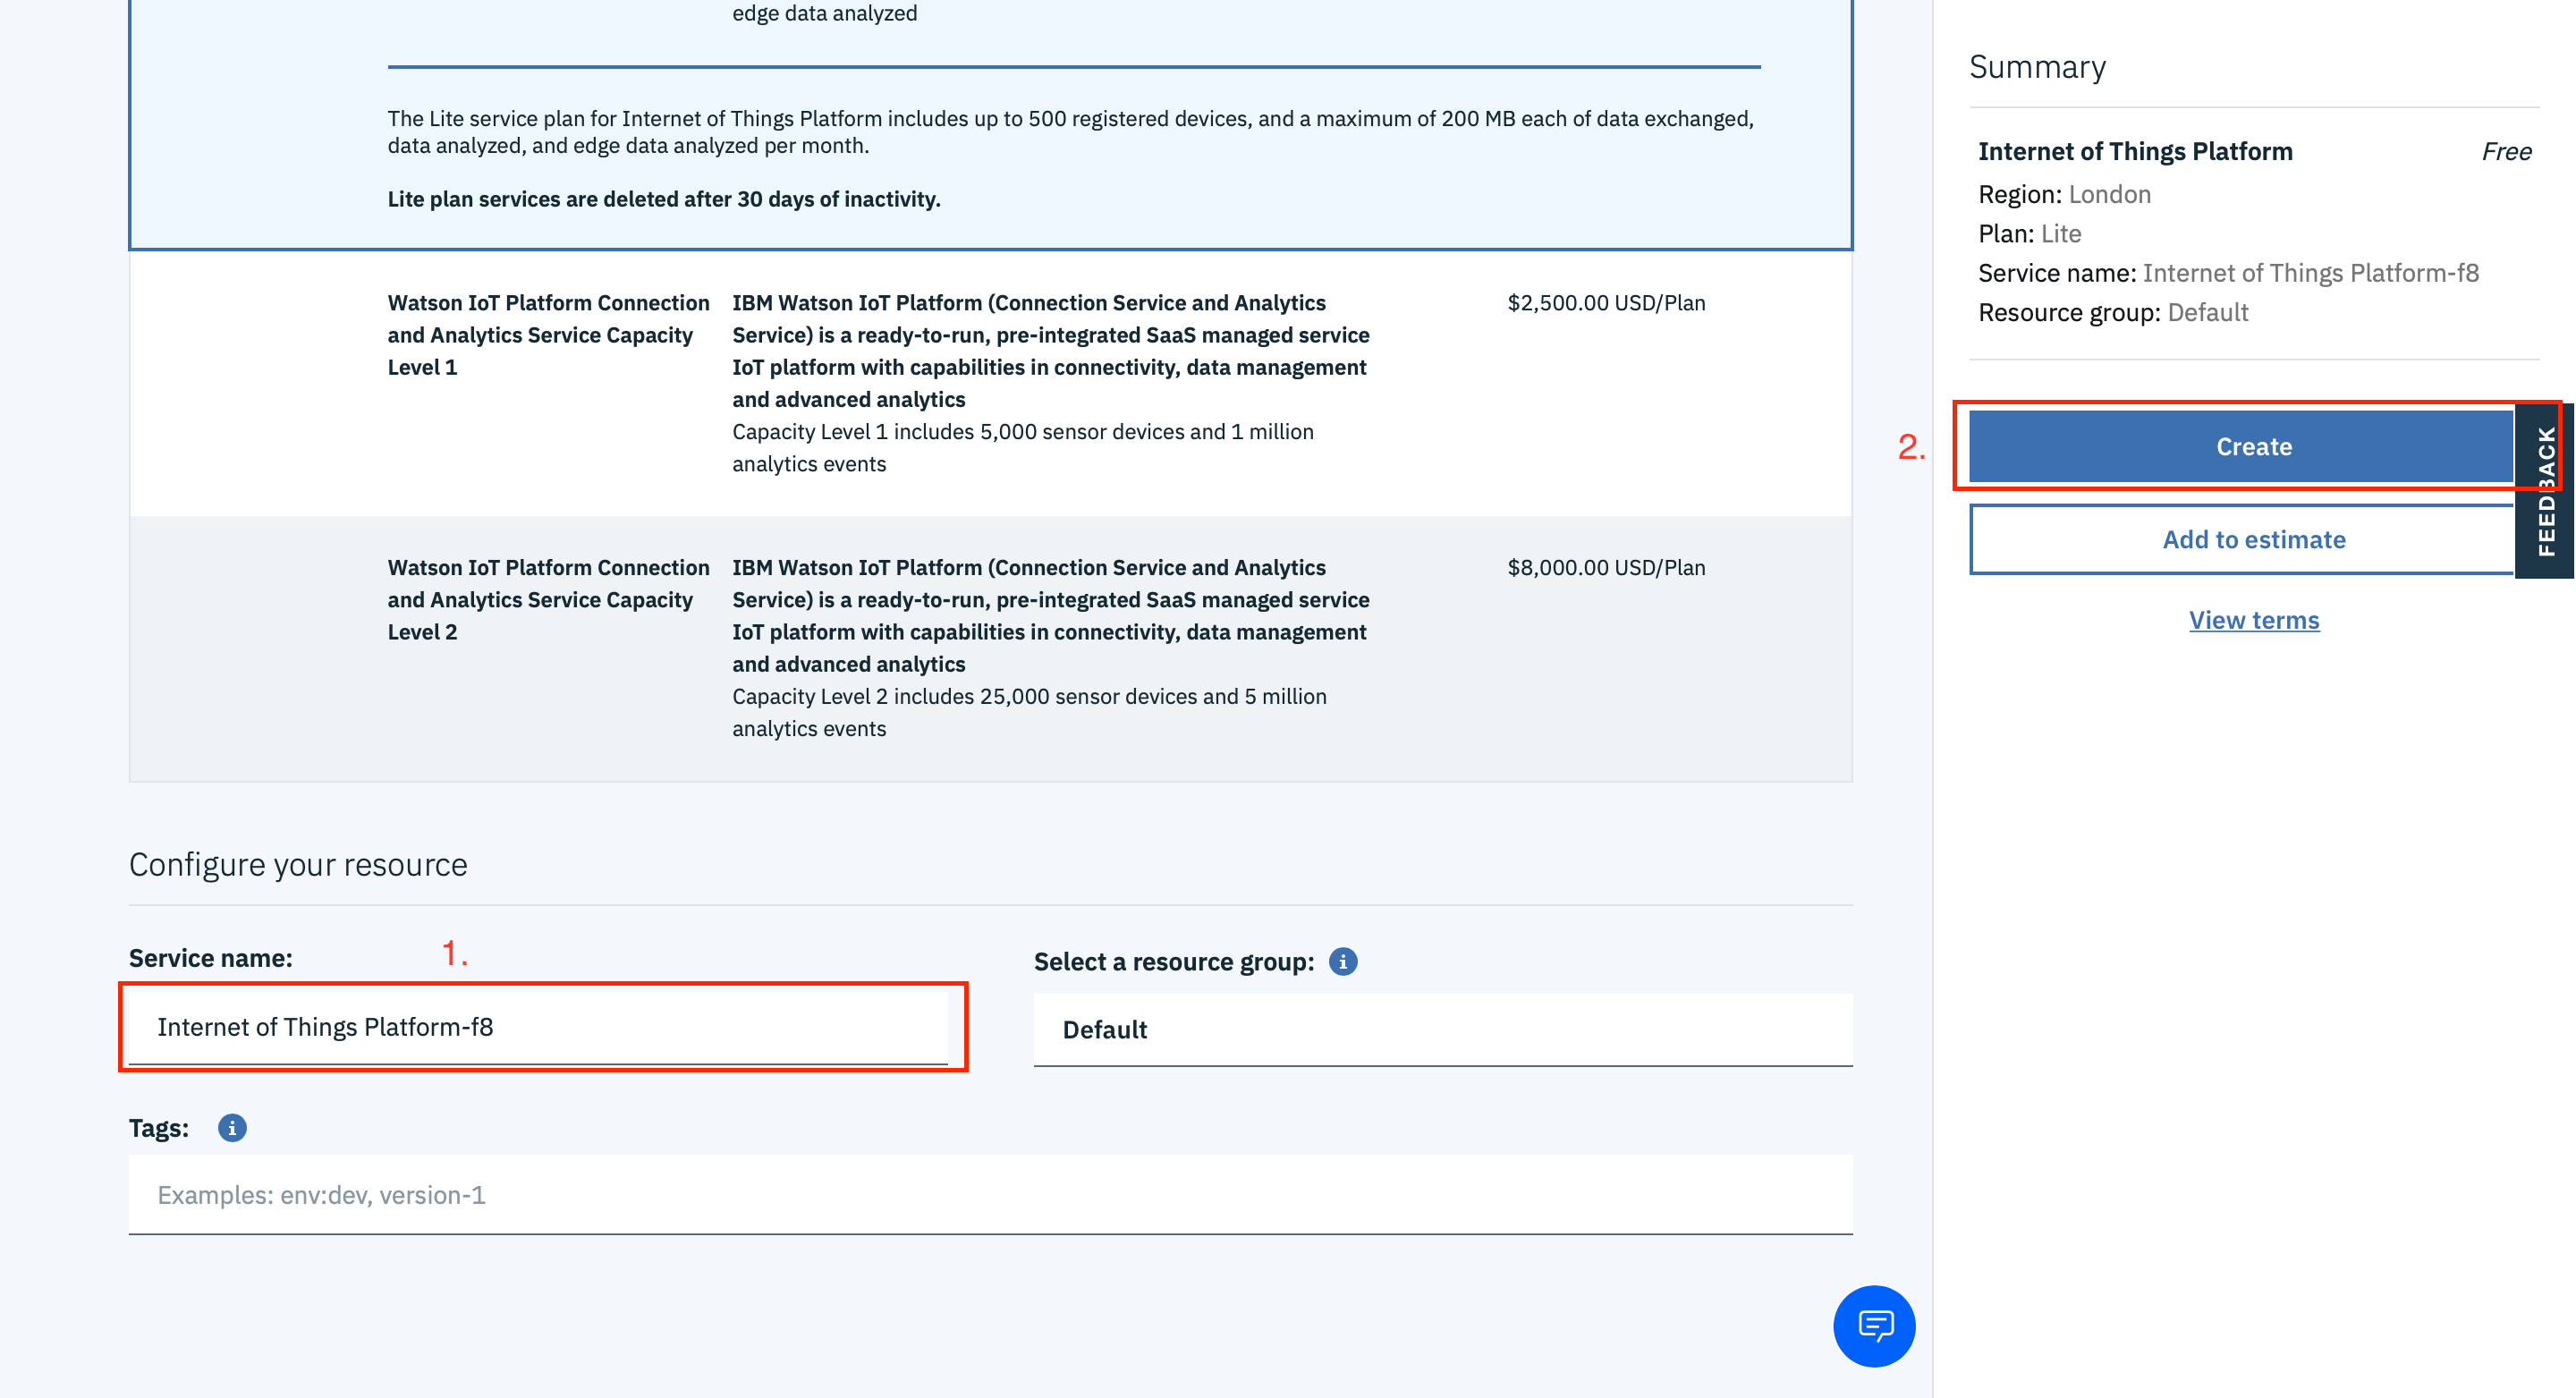 edge data analyzed
The Lite service plan for Internet of Things Platform includes up to 500 registered devices, and a maximum of 200 MB each of data exchanged,
data analyzed, and edge data analyzed per month.
Lite plan services are deleted after 30 days of inactivity.
Watson IoT Platform Connection
and Analytics Service Capacity
Level 1
IBM Watson IoT Platform (Connection Service and Analytics
Service) is a ready-to-run, pre-integrated SaaS managed service
IoT platform with capabilities in connectivity, data management
and advanced analytics
Capacity Level 1 includes 5,000 sensor devices and 1 million
analytics events
$2,500.00 USD/Plan
Watson IoT Platform Connection
and Analytics Service Capacity
Level 2
IBM Watson IoT Platform (Connection Service and Analytics
Service) is a ready-to-run, pre-integrated SaaS managed service
IoT platform with capabilities in connectivity, data management
and advanced analytics
Capacity Level 2 includes 25,000 sensor devices and 5 million
analytics events
$8,000.00 USD/Plan
Configure your resource
Service name:
1.
Internet of Things Platform-f8
Select a resource group:
Default
Tags:
Examples: env:dev, version-1
Summary
Internet of Things Platform
Free
Region: London
Plan: Lite
Service name: Internet of Things Platform-f8
Resource group: Default
2.
Create
Add to estimate
View terms
FEEDBACK